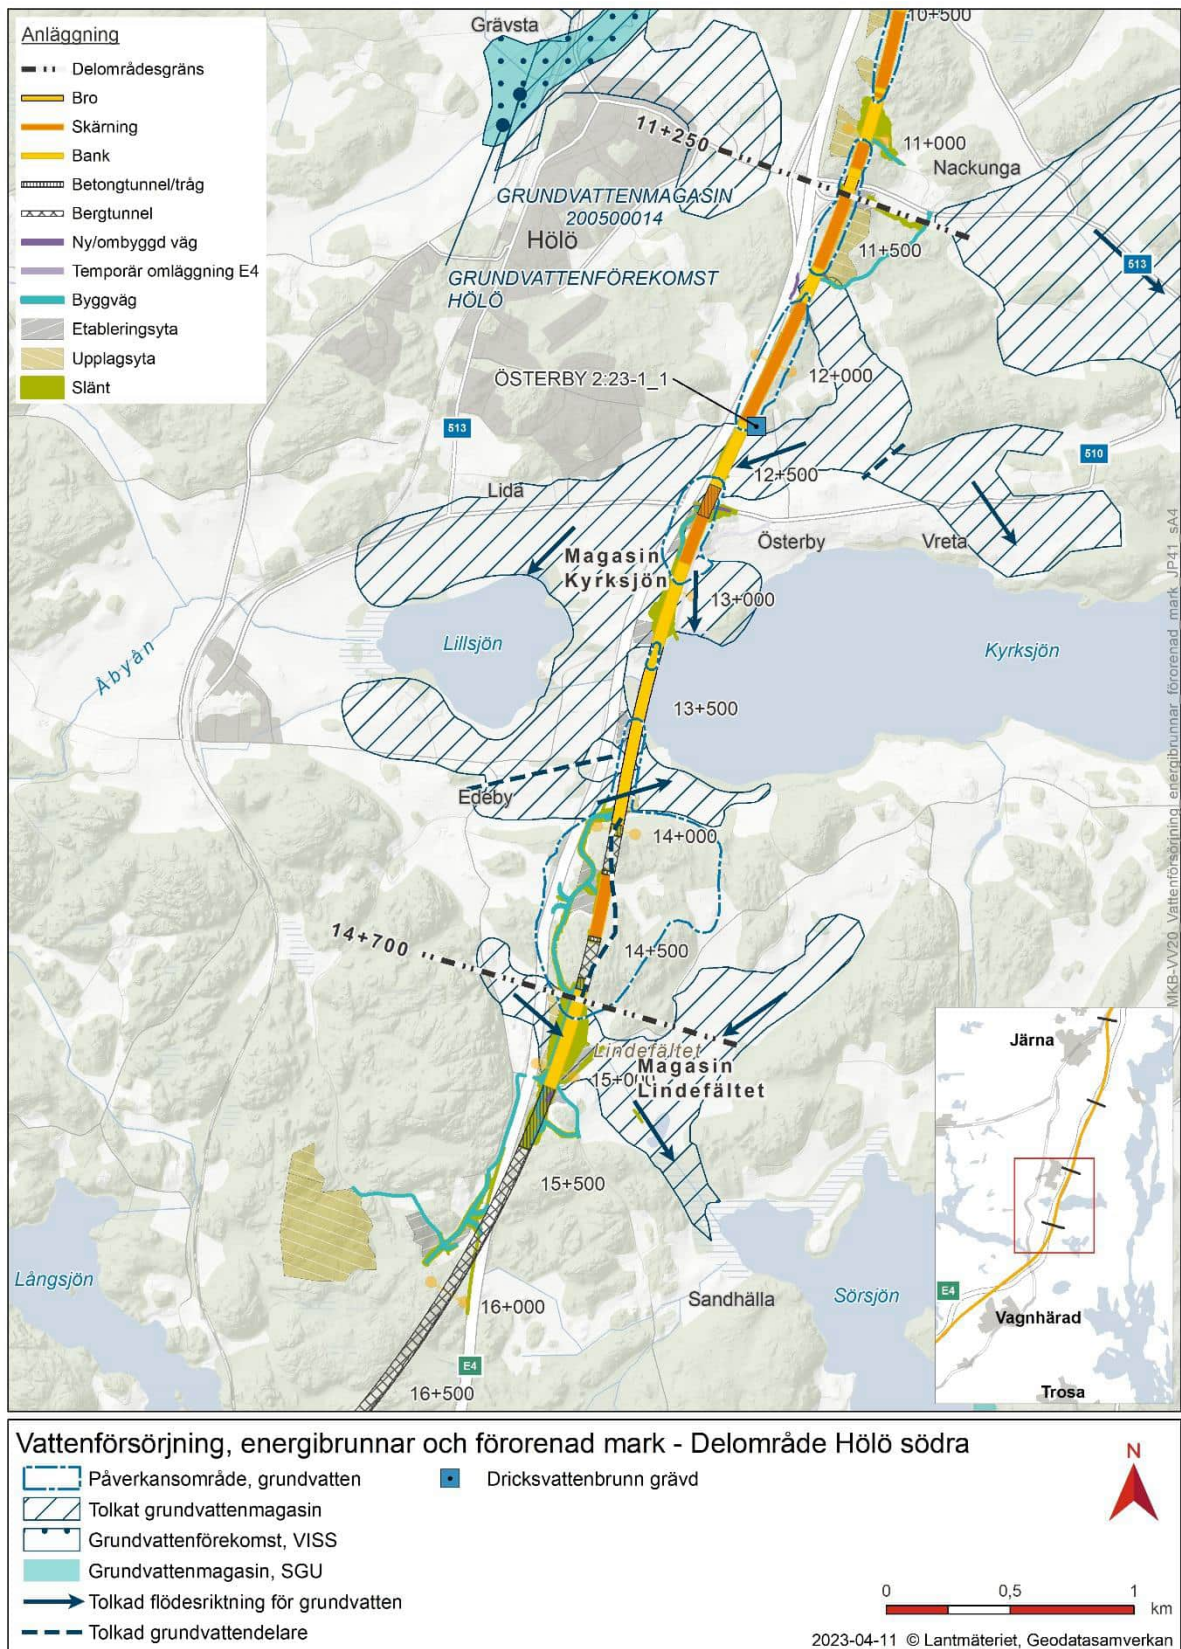 Anläggning
Delområdesgräns
Bro
Skärning
Bank
Betongtunnel/tråg
Bergtunnel
Ny/ombyggd väg
Temporär omläggning E4
Byggväg
Etableringsyta
Upplagsyta
Slänt
Grävsta
10+500
11+250
11+000
Nackunga
GRUNDVATTENMAGASIN
200500014
Hölö
11+500
513
GRUNDVATTENFÖREKOMST
HÖLÖ
12+000
ÖSTERBY 2:23-1_1
513
510
12+500
Lida
Österby
Vreta
Magasin
Kyrksjön
13+000
Lillsjön
Kyrksjön
Åbyån
13+500
Edeby
14+000
14+700
14+500
Lindefältet
15+000
Magasin
Lindefältet
15+500
Långsjön
16+000
Sandhälla
Sörsjön
E4
16+500
Järna
E4
Vagnhärad
Trosa
MKB-VV20 Vattenförsörjning energibrunnar förorenad mark JP41 sA4
Vattenförsörjning, energibrunnar och förorenad mark - Delområde Hölö södra
Påverkansområde, grundvatten
Dricksvattenbrunn grävd
Tolkat grundvattenmagasin
Grundvattenförekomst, VISS
Grundvattenmagasin, SGU
Tolkad flödesriktning för grundvatten
Tolkad grundvattendelare
N
0 0,5 1
km
2023-04-11 © Lantmäteriet, Geodatasamverkan